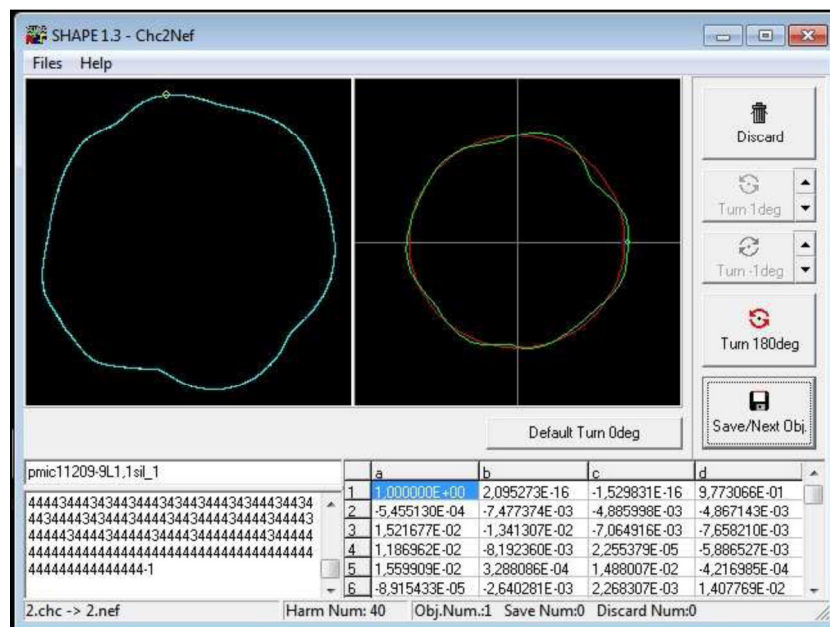 SHAPE 1.3 - Chc2Nef
Files Help
Discard
Turn 1deg
Turn -1deg
Turn 180deg
Save/Next Obj.
Default Turn 0deg
pmic11209-9L1,1sil_1
a b c d
1 1,000000E+00 2,095273E-16 -1,529831E-16 9,773066E-01
2 -5,455130E-04 -7,477374E-03 -4,885998E-03 -4,867143E-03
3 1,521677E-02 -1,341307E-02 -7,064916E-03 -7,658210E-03
4 1,186962E-02 -8,192360E-03 2,255379E-05 -5,886527E-03
5 1,559909E-02 3,288086E-04 1,488007E-02 -4,216985E-04
6 -8,915433E-05 -2,640281E-03 2,268307E-03 1,407769E-02
444444444444444-1
2.chc -> 2.nef Harm Num: 40 Obj.Num.:1 Save Num:0 Discard Num:0